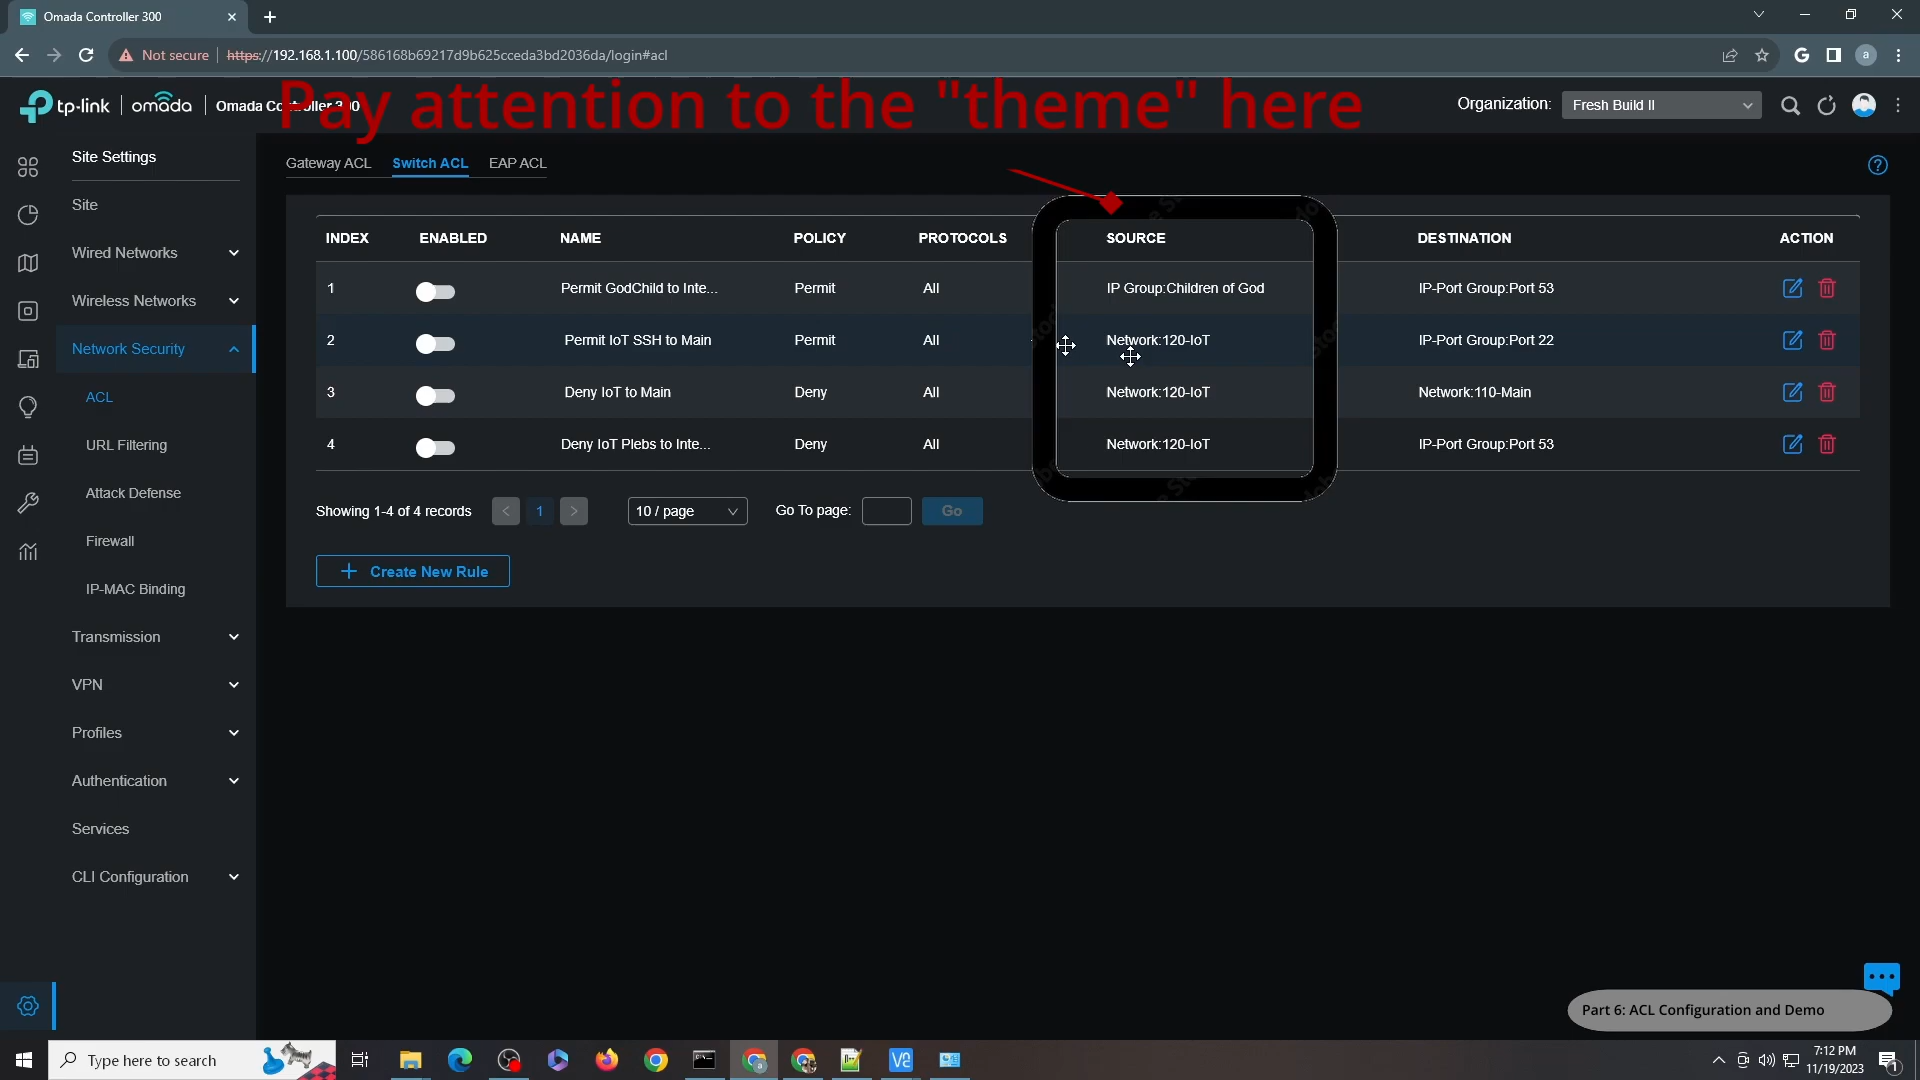 Omada Controller 300
Not secure https://192.168.1.100/586168b69217d9b625cceda3bd2036da/login#acl
Pay attention to the "theme" here
tp-link omada Omada Controller 300
Organization: Fresh Build II
Site Settings
Site
Wired Networks
Wireless Networks
Network Security
ACL
URL Filtering
Attack Defense
Firewall
IP-MAC Binding
Transmission
VPN
Profiles
Authentication
Services
CLI Configuration
Gateway ACL Switch ACL EAP ACL
INDEX ENABLED NAME POLICY PROTOCOLS SOURCE DESTINATION ACTION
1 Permit GodChild to Inte... Permit All IP Group:Children of God IP-Port Group:Port 53
2 Permit IoT SSH to Main Permit All Network:120-IoT IP-Port Group:Port 22
3 Deny IoT to Main Deny All Network:120-IoT Network:110-Main
4 Deny IoT Plebs to Inte... Deny All Network:120-IoT IP-Port Group:Port 53
Showing 1-4 of 4 records < 1 > 10 / page Go To page: Go
+ Create New Rule
Part 6: ACL Configuration and Demo
Type here to search
7:12 PM
11/19/2023
1